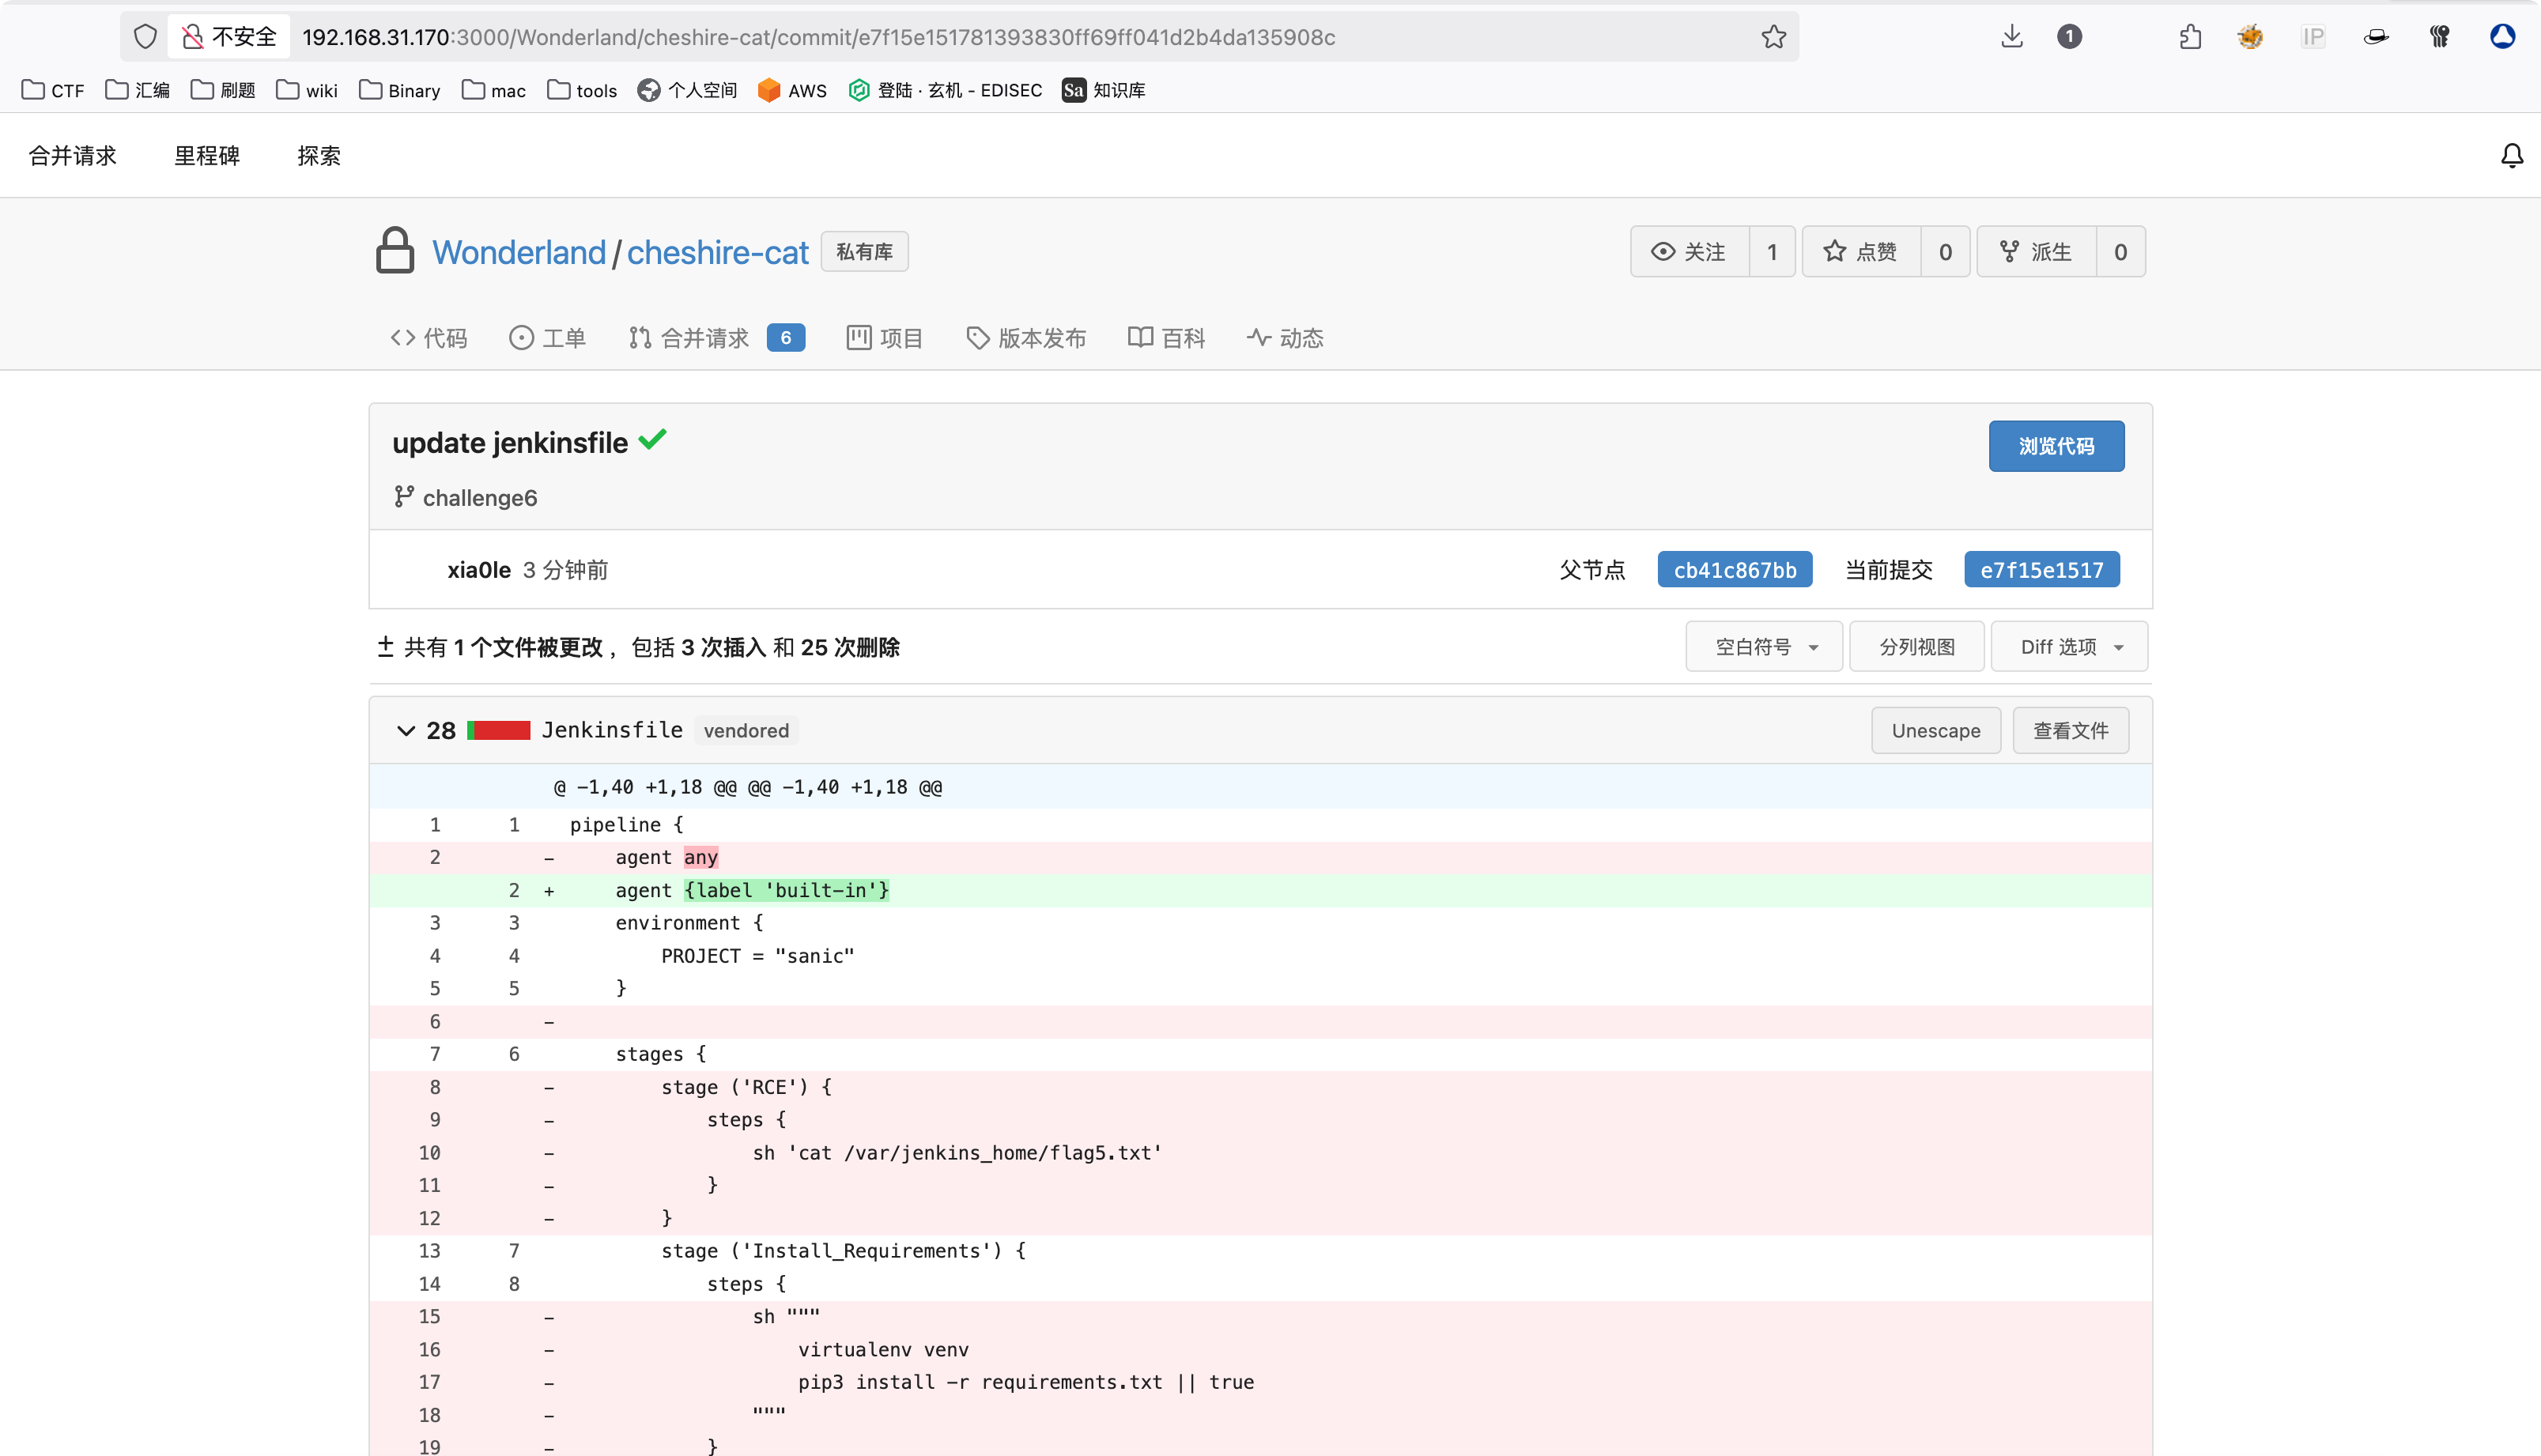 不安全 192.168.31.170:3000/Wonderland/cheshire-cat/commit/e7f15e151781393830ff69ff041d2b4da135908c 1 IP
CTF 汇编 刷题 wiki Binary mac tools 个人空间 AWS 登陆 · 玄机 - EDISEC Sa 知识库
合并请求 里程碑 探索
Wonderland / cheshire-cat 私有库 关注 1 点赞 0 派生 0
代码 工单 合并请求 6 项目 版本发布 百科 动态
update jenkinsfile 浏览代码
challenge6
xia0le 3 分钟前 父节点 cb41c867bb 当前提交 e7f15e1517
± 共有 1 个文件被更改, 包括 3 次插入 和 25 次删除 空白符号 分列视图 Diff 选项
28 Jenkinsfile vendored Unescape 查看文件
@ -1,40 +1,18 @@ @@ -1,40 +1,18 @@
1 1 pipeline {
2 - agent any
2 + agent {label 'built-in'}
3 3 environment {
4 4 PROJECT = "sanic"
5 5 }
6 -
7 6 stages {
8 - stage ('RCE') {
9 - steps {
10 - sh 'cat /var/jenkins_home/flag5.txt'
11 - }
12 - }
13 7 stage ('Install_Requirements') {
14 8 steps {
15 - sh """
16 - virtualenv venv
17 - pip3 install -r requirements.txt || true
18 - """
19 - }